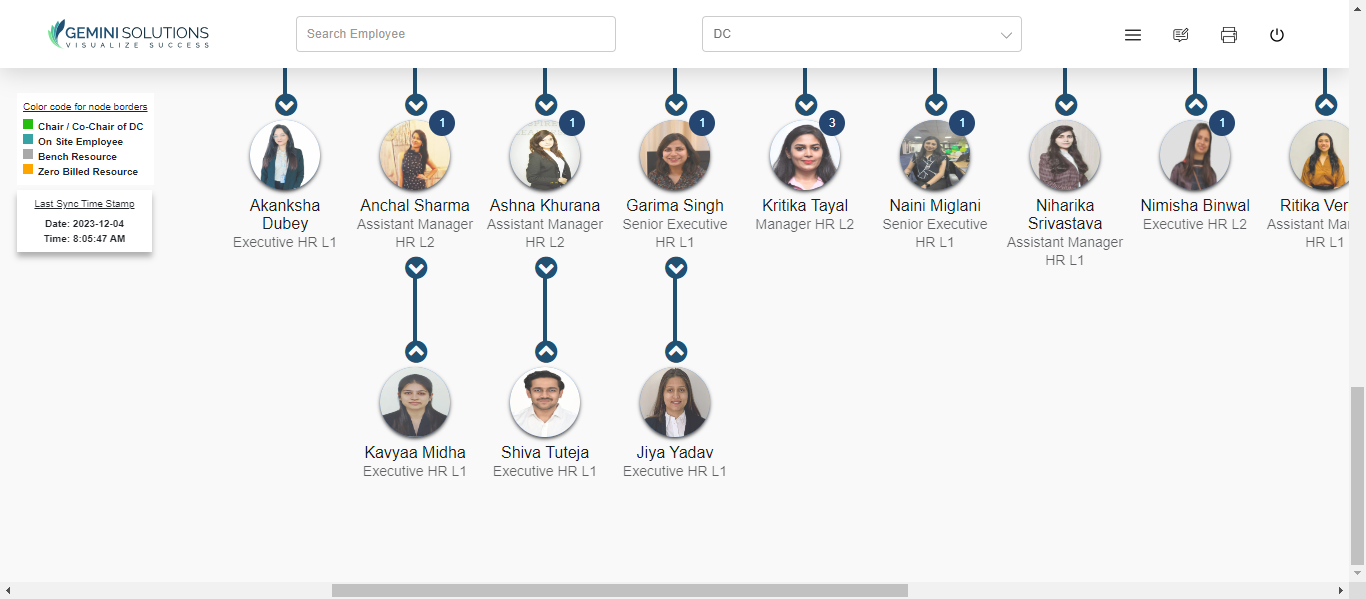 GEMINI SOLUTIONS
VISUALIZE SUCCESS
Search Employee
DC
Color code for node borders
Chair / Co-Chair of DC
On Site Employee
Bench Resource
Zero Billed Resource
Last Sync Time Stamp
Date: 2023-12-04
Time: 8:05:47 AM
Akanksha
Dubey
Executive HR L1
1
Anchal Sharma
Assistant Manager
HR L2
1
Ashna Khurana
Assistant Manager
HR L2
1
Garima Singh
Senior Executive
HR L1
3
Kritika Tayal
Manager HR L2
1
Naini Miglani
Senior Executive
HR L1
Niharika
Srivastava
Assistant Manager
HR L1
1
Nimisha Binwal
Executive HR L2
Ritika Ver
Assistant Ma
HR L1
Kavyaa Midha
Executive HR L1
Shiva Tuteja
Executive HR L1
Jiya Yadav
Executive HR L1